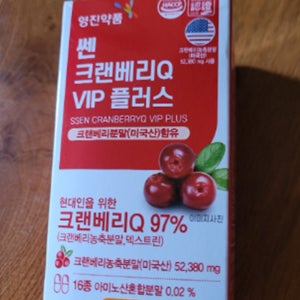 영진약품
HACCP
쎈
크랜베리Q
VIP 플러스
SSEN CRANBERRYQ VIP PLUS
크랜베리분말(미국산)함유
크랜베리농축분말
(미국산)
52,380 mg 사용
현대인을 위한
크랜베리Q 97%
(크랜베리농축분말, 덱스트린)
이미지사진
크랜베리농축분말(미국산) 52,380 mg
16종 아미노산혼합분말 0.02 %